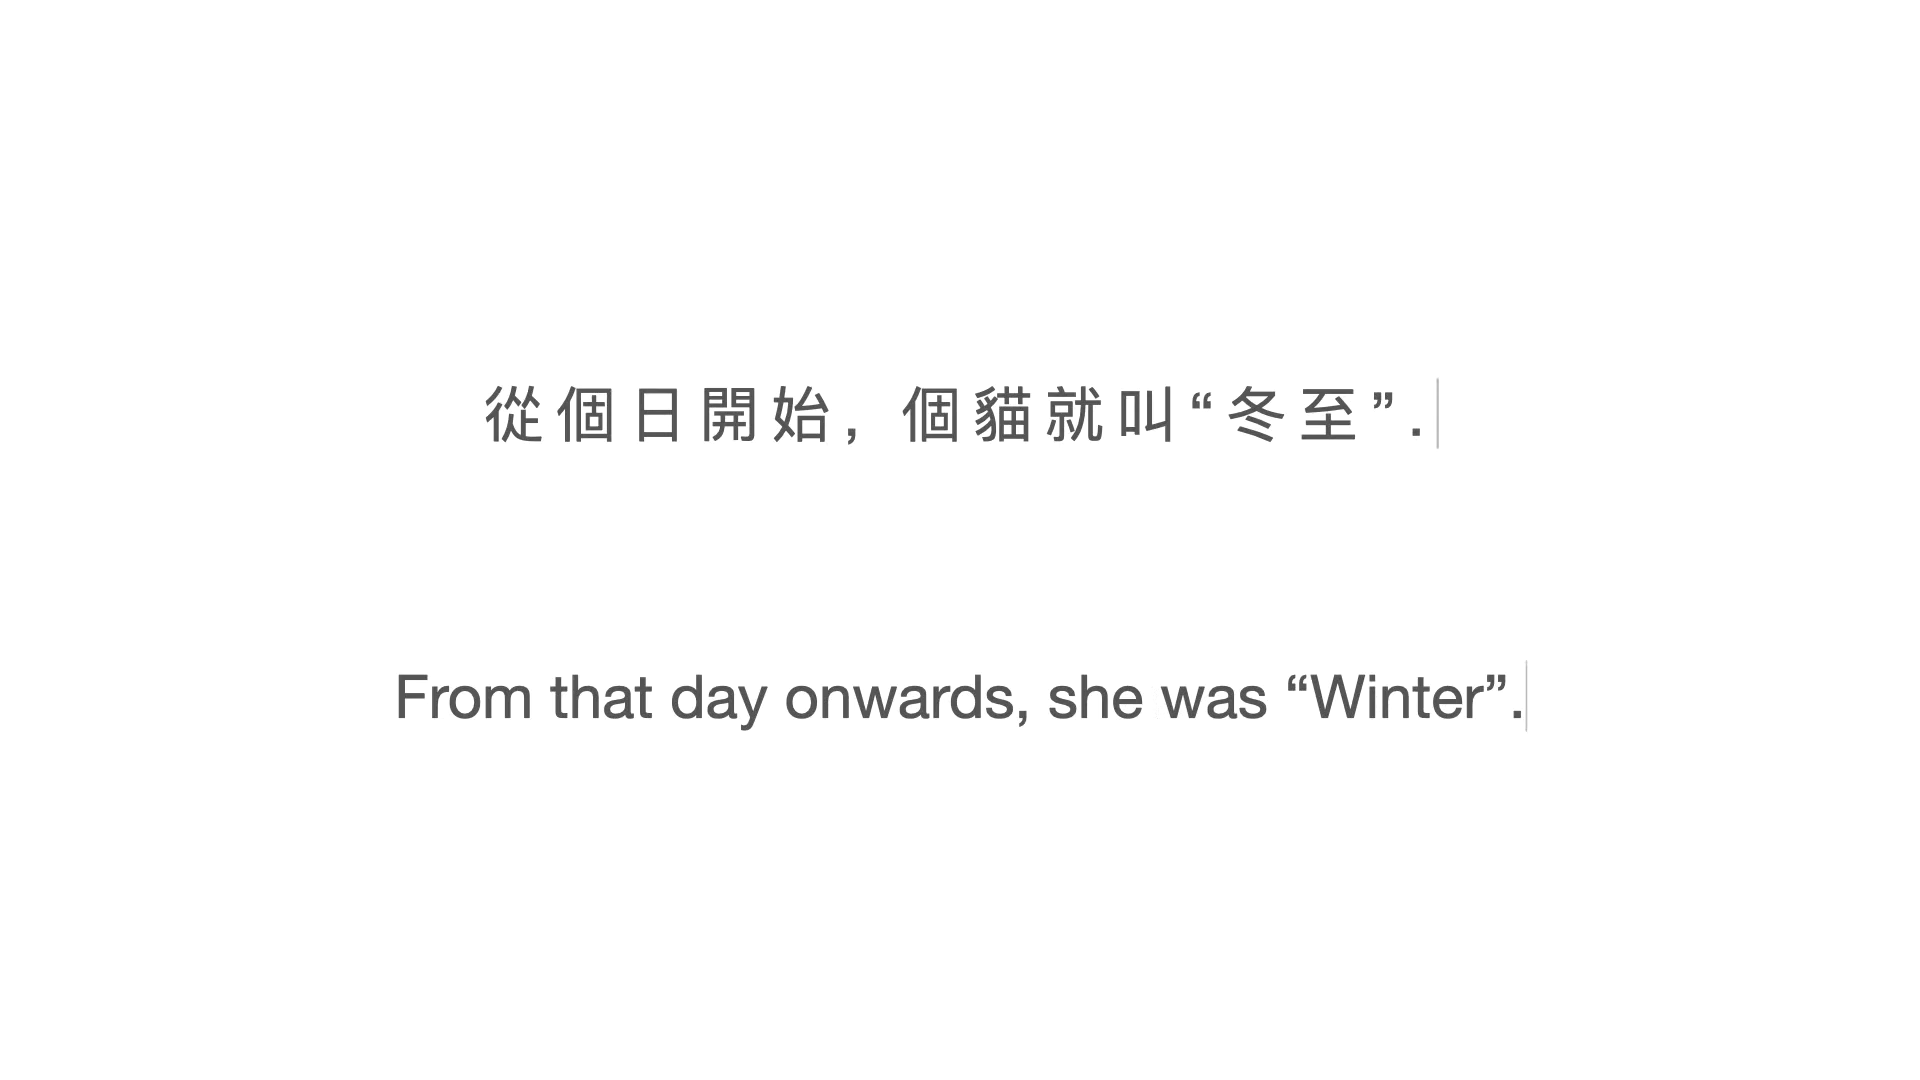 從個日開始, 個貓就叫“冬至”.
From that day onwards, she was “Winter”.